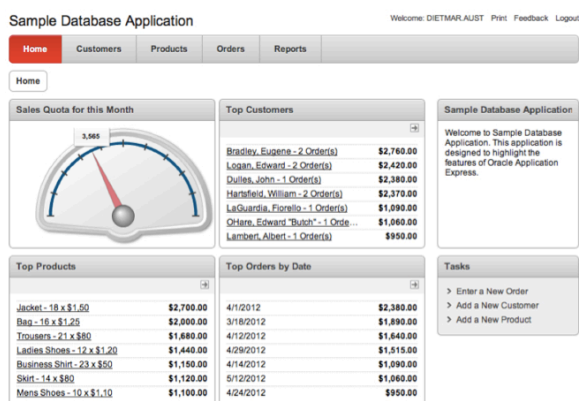 Sample Database Application
Welcome: DIETMAR.AUST Print Feedback Logout
Home Customers Products Orders Reports
Home
Sales Quota for this Month
3,565
Top Customers
Bradley, Eugene - 2 Order(s) $2,760.00
Logan, Edward - 2 Order(s) $2,420.00
Dulles, John - 1 Order(s) $2,380.00
Hartsfield, William - 2 Order(s) $2,370.00
LaGuardia, Fiorello - 1 Order(s) $1,090.00
OHare, Edward "Butch" - 1 Orde... $1,060.00
Lambert, Albert - 1 Order(s) $950.00
Sample Database Application
Welcome to Sample Database
Application. This application is
designed to highlight the
features of Oracle Application
Express.
Top Products
Jacket - 18 x $1,50 $2,700.00
Bag - 16 x $1,25 $2,000.00
Trousers - 21 x $80 $1,680.00
Ladies Shoes - 12 x $1,20 $1,440.00
Business Shirt - 23 x $50 $1,150.00
Skirt - 14 x $80 $1,120.00
Mens Shoes - 10 x $1,10 $1,100.00
Top Orders by Date
4/1/2012 $2,380.00
3/18/2012 $1,890.00
4/12/2012 $1,640.00
4/29/2012 $1,515.00
4/14/2012 $1,090.00
5/12/2012 $1,060.00
4/24/2012 $950.00
Tasks
> Enter a New Order
> Add a New Customer
> Add a New Product